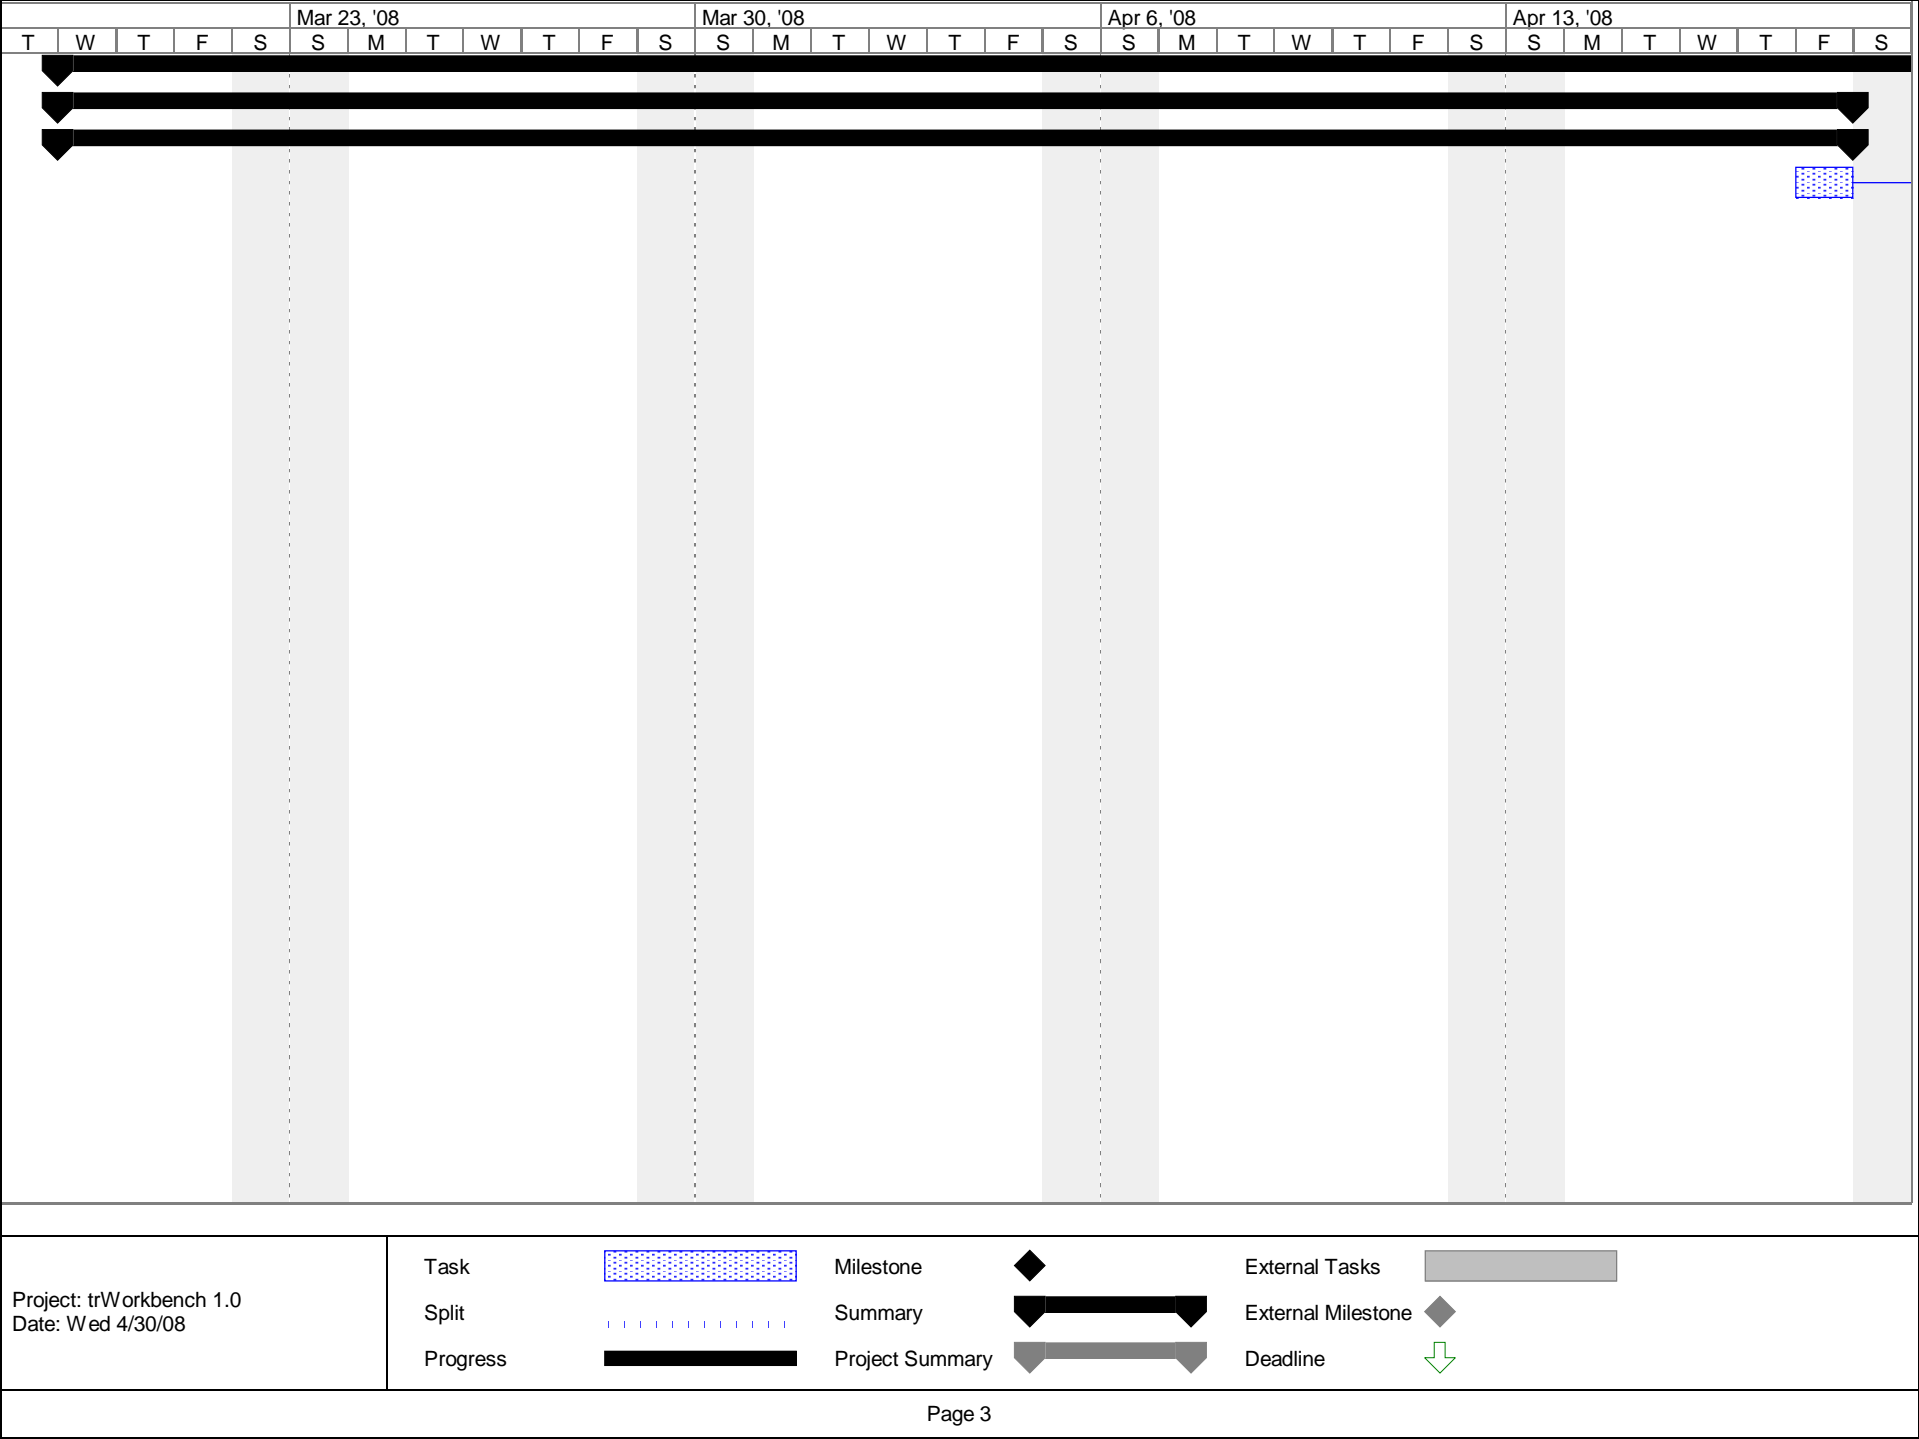 Mar 23, '08 Mar 30, '08 Apr 6, '08 Apr 13, '08
T W T F S S M T W T F S S M T W T F S S M T W T F S S M T W T F S
Project: trWorkbench 1.0
Date: Wed 4/30/08
Task Milestone External Tasks
Split Summary External Milestone
Progress Project Summary Deadline
Page 3